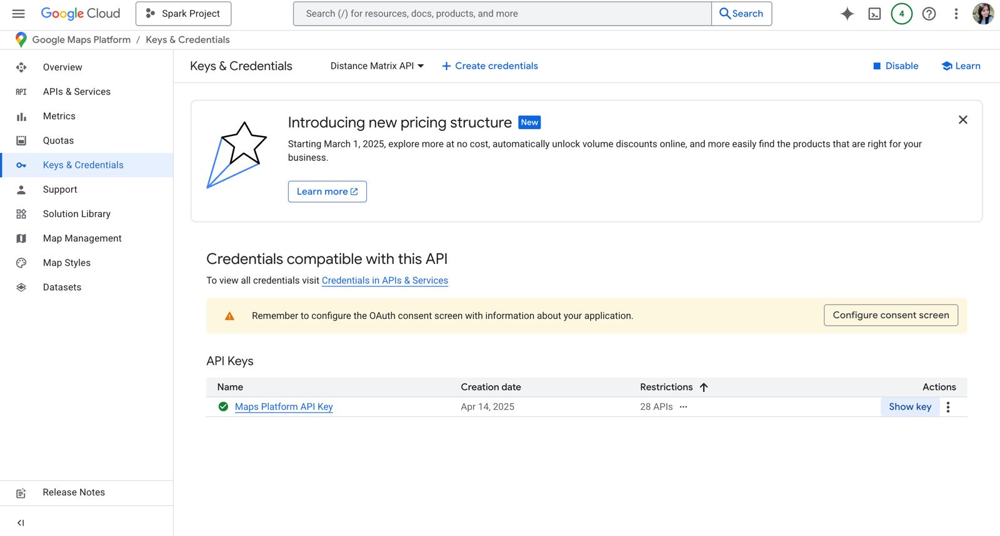 Google Cloud
Spark Project
Search (/) for resources, docs, products, and more
Search
4
Google Maps Platform / Keys & Credentials
Overview
API APIs & Services
Metrics
Quotas
Keys & Credentials
Support
Solution Library
Map Management
Map Styles
Datasets
Release Notes
Keys & Credentials
Distance Matrix API
+ Create credentials
Disable
Learn
Introducing new pricing structure New
Starting March 1, 2025, explore more at no cost, automatically unlock volume discounts online, and more easily find the products that are right for your
business.
Learn more
Credentials compatible with this API
To view all credentials visit Credentials in APIs & Services
Remember to configure the OAuth consent screen with information about your application.
Configure consent screen
API Keys
Name Creation date Restrictions Actions
Maps Platform API Key Apr 14, 2025 28 APIs ... Show key